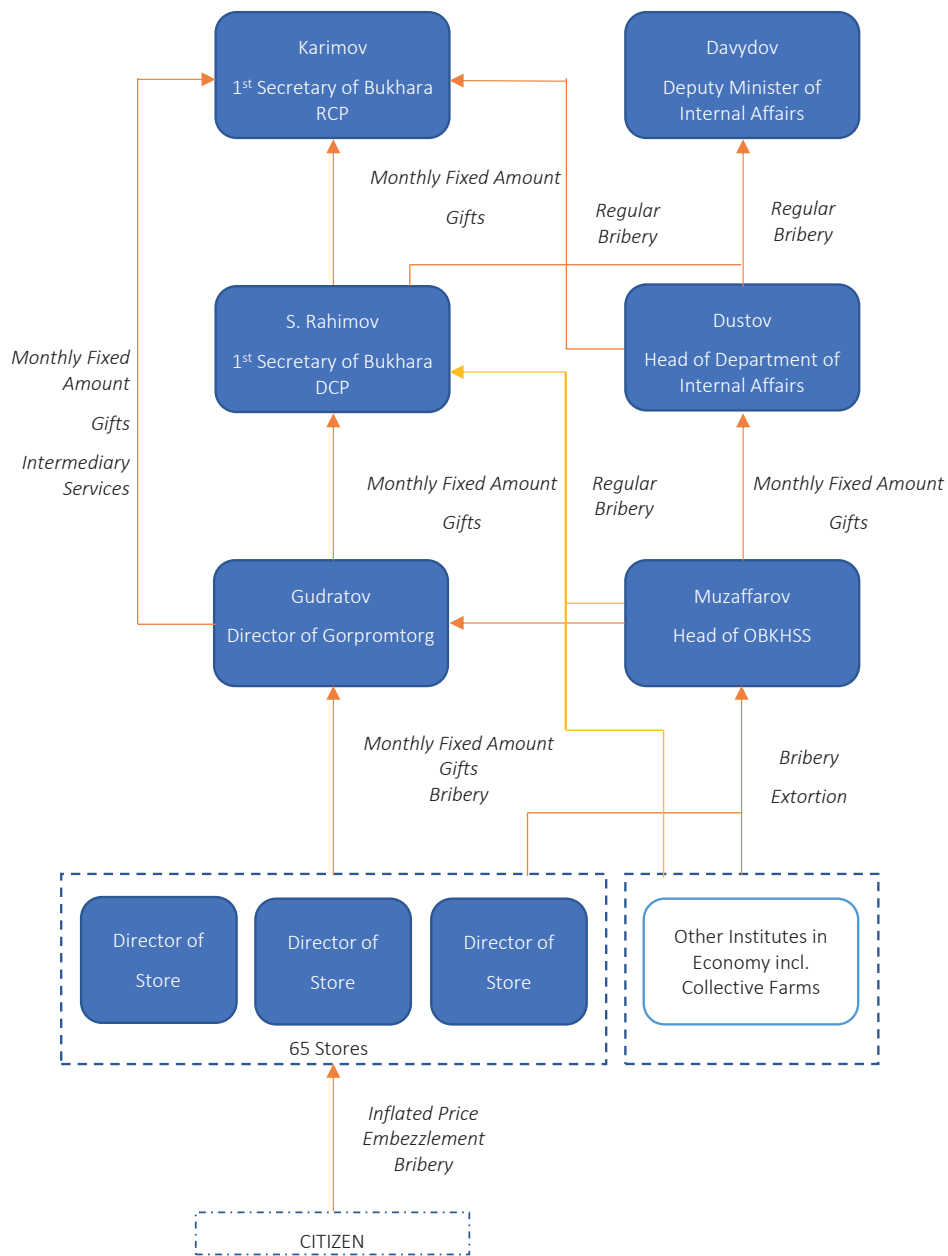 Karimov
1st Secretary of Bukhara
RCP
Davydov
Deputy Minister of
Internal Affairs
Monthly Fixed Amount
Gifts
Regular
Bribery
Regular
Bribery
S. Rahimov
1st Secretary of Bukhara
DCP
Dustov
Head of Department of
Internal Affairs
Monthly Fixed
Amount
Gifts
Intermediary
Services
Monthly Fixed Amount
Gifts
Regular
Bribery
Monthly Fixed Amount
Gifts
Gudratov
Director of Gorpromtorg
Muzaffarov
Head of OBKHSS
Monthly Fixed Amount
Gifts
Bribery
Bribery
Extortion
Director of
Store
Director of
Store
Director of
Store
Other Institutes in
Economy incl.
Collective Farms
65 Stores
Inflated Price
Embezzlement
Bribery
CITIZEN